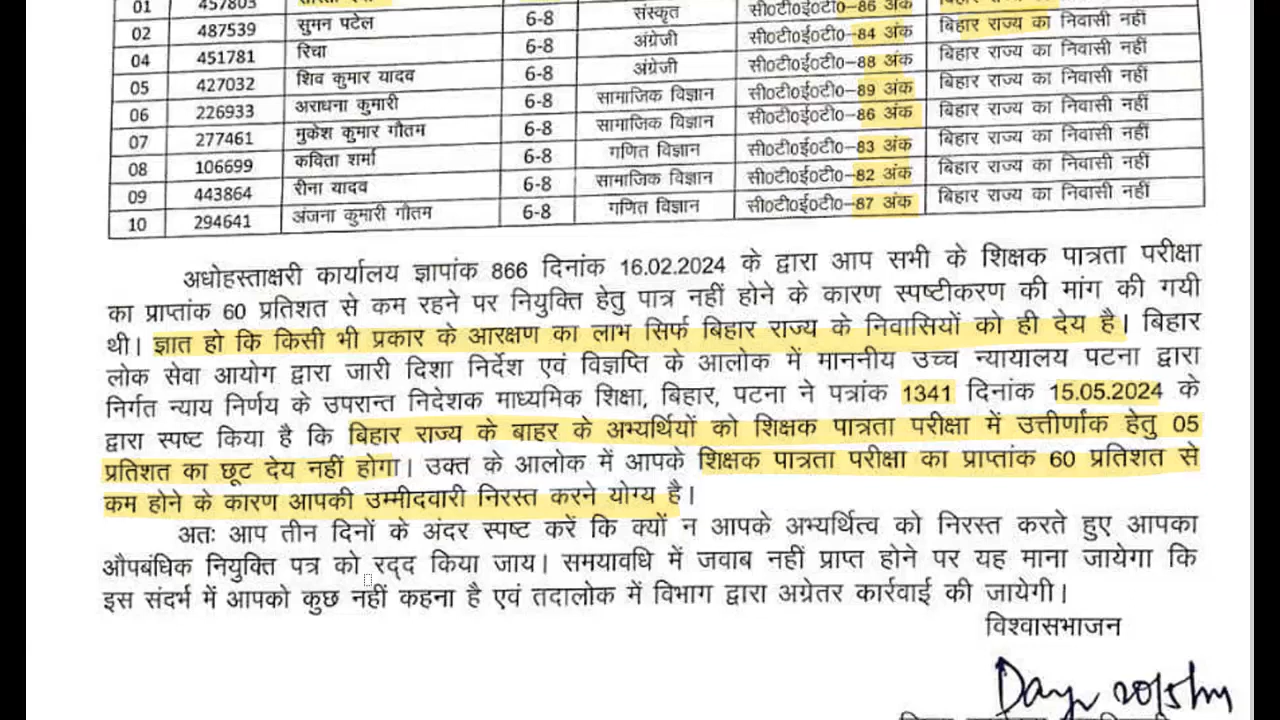 01 457803
02 487539 सुमन पटेल 6-8 संस्कृत सी0टी0ई0टी0-86 अंक
04 451781 रिचा 6-8 अंग्रेजी सी0टी0ई0टी0-84 अंक बिहार राज्य का निवासी नहीं
05 427032 शिव कुमार यादव 6-8 अंग्रेजी सी0टी0ई0टी0-88 अंक बिहार राज्य का निवासी नहीं
06 226933 अराधना कुमारी 6-8 सामाजिक विज्ञान सी0टी0ई0टी0-89 अंक बिहार राज्य का निवासी नहीं
07 277461 मुकेश कुमार गौतम 6-8 सामाजिक विज्ञान सी0टी0ई0टी0-86 अंक बिहार राज्य का निवासी नहीं
08 106699 कविता शर्मा 6-8 गणित विज्ञान सी0टी0ई0टी0-83 अंक बिहार राज्य का निवासी नहीं
09 443864 रीना यादव 6-8 सामाजिक विज्ञान सी0टी0ई0टी0-82 अंक बिहार राज्य का निवासी नहीं
10 294641 अंजना कुमारी गौतम 6-8 गणित विज्ञान सी0टी0ई0टी0-87 अंक बिहार राज्य का निवासी नहीं
अधोहस्ताक्षरी कार्यालय ज्ञापांक 866 दिनांक 16.02.2024 के द्वारा आप सभी के शिक्षक पात्रता परीक्षा
का प्राप्तांक 60 प्रतिशत से कम रहने पर नियुक्ति हेतु पात्र नहीं होने के कारण स्पष्टीकरण की मांग की गयी
थी। ज्ञात हो कि किसी भी प्रकार के आरक्षण का लाभ सिर्फ बिहार राज्य के निवासियों को ही देय है। बिहार
लोक सेवा आयोग द्वारा जारी दिशा निर्देश एवं विज्ञप्ति के आलोक में माननीय उच्च न्यायालय पटना द्वारा
निर्गत न्याय निर्णय के उपरान्त निदेशक माध्यमिक शिक्षा, बिहार, पटना ने पत्रांक 1341 दिनांक 15.05.2024 के
द्वारा स्पष्ट किया है कि बिहार राज्य के बाहर के अभ्यर्थियों को शिक्षक पात्रता परीक्षा में उत्तीर्णांक हेतु 05
प्रतिशत का छूट देय नहीं होगा। उक्त के आलोक में आपके शिक्षक पात्रता परीक्षा का प्राप्तांक 60 प्रतिशत से
कम होने के कारण आपकी उम्मीदवारी निरस्त करने योग्य है।
अतः आप तीन दिनों के अंदर स्पष्ट करें कि क्यों न आपके अभ्यर्थित्व को निरस्त करते हुए आपका
औपबंधिक नियुक्ति पत्र को रद्द किया जाय। समयावधि में जवाब नहीं प्राप्त होने पर यह माना जायेगा कि
इस संदर्भ में आपको कुछ नहीं कहना है एवं तदालोक में विभाग द्वारा अग्रेतर कार्रवाई की जायेगी।
विश्वासभाजन